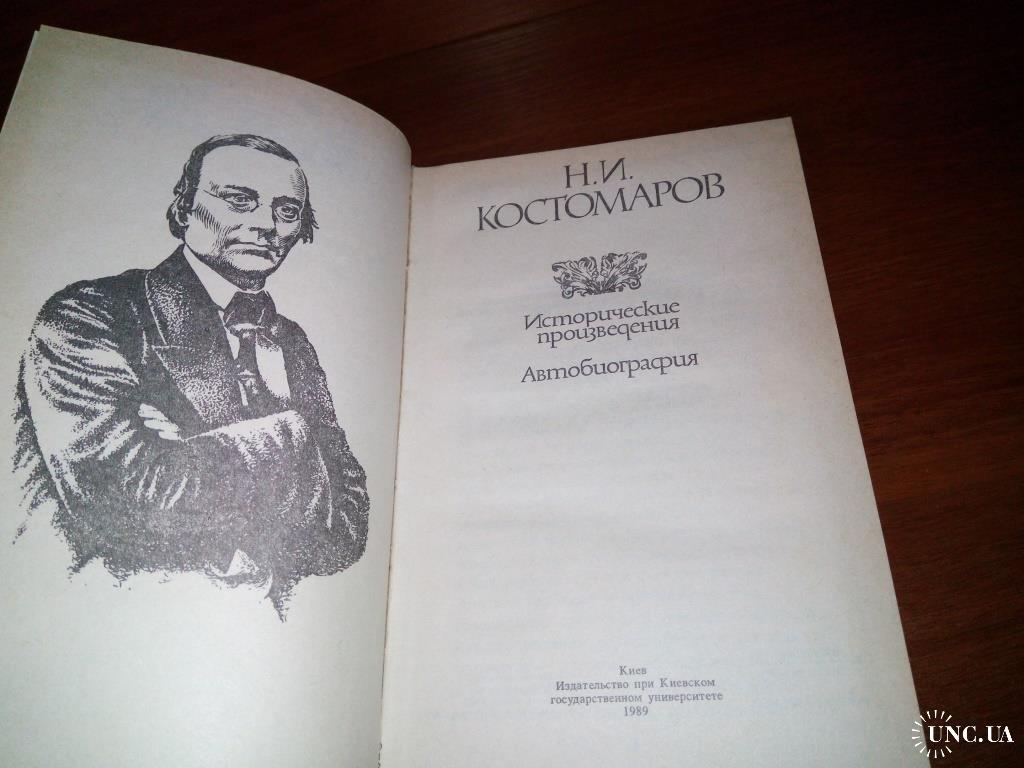 Н.И.
КОСТОМАРОВ
Исторические
произведения
Автобиография
Киев
Издательство при Киевском
государственном университете
1989
UNC.UA